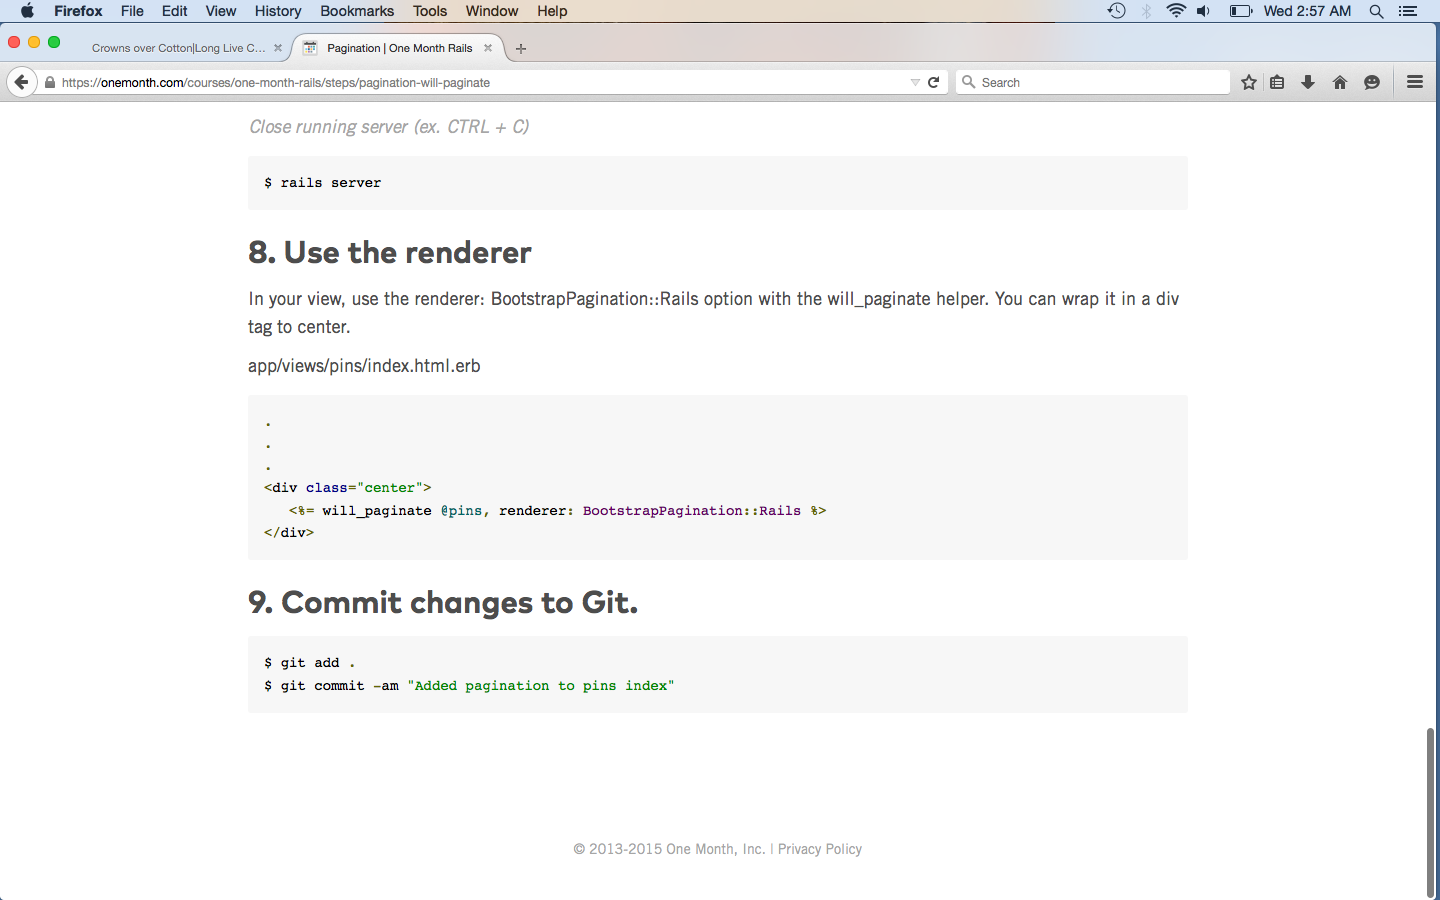 Firefox File Edit View History Bookmarks Tools Window Help Wed 2:57 AM
Crowns over Cotton|Long Live C... Pagination | One Month Rails
https://onemonth.com/courses/one-month-rails/steps/pagination-will-paginate Search
Close running server (ex. CTRL + C)
$ rails server
8. Use the renderer
In your view, use the renderer: BootstrapPagination::Rails option with the will_paginate helper. You can wrap it in a div
tag to center.
app/views/pins/index.html.erb
.
.
.
<div class="center">
<%= will_paginate @pins, renderer: BootstrapPagination::Rails %>
</div>
9. Commit changes to Git.
$ git add .
$ git commit -am "Added pagination to pins index"
© 2013-2015 One Month, Inc. | Privacy Policy